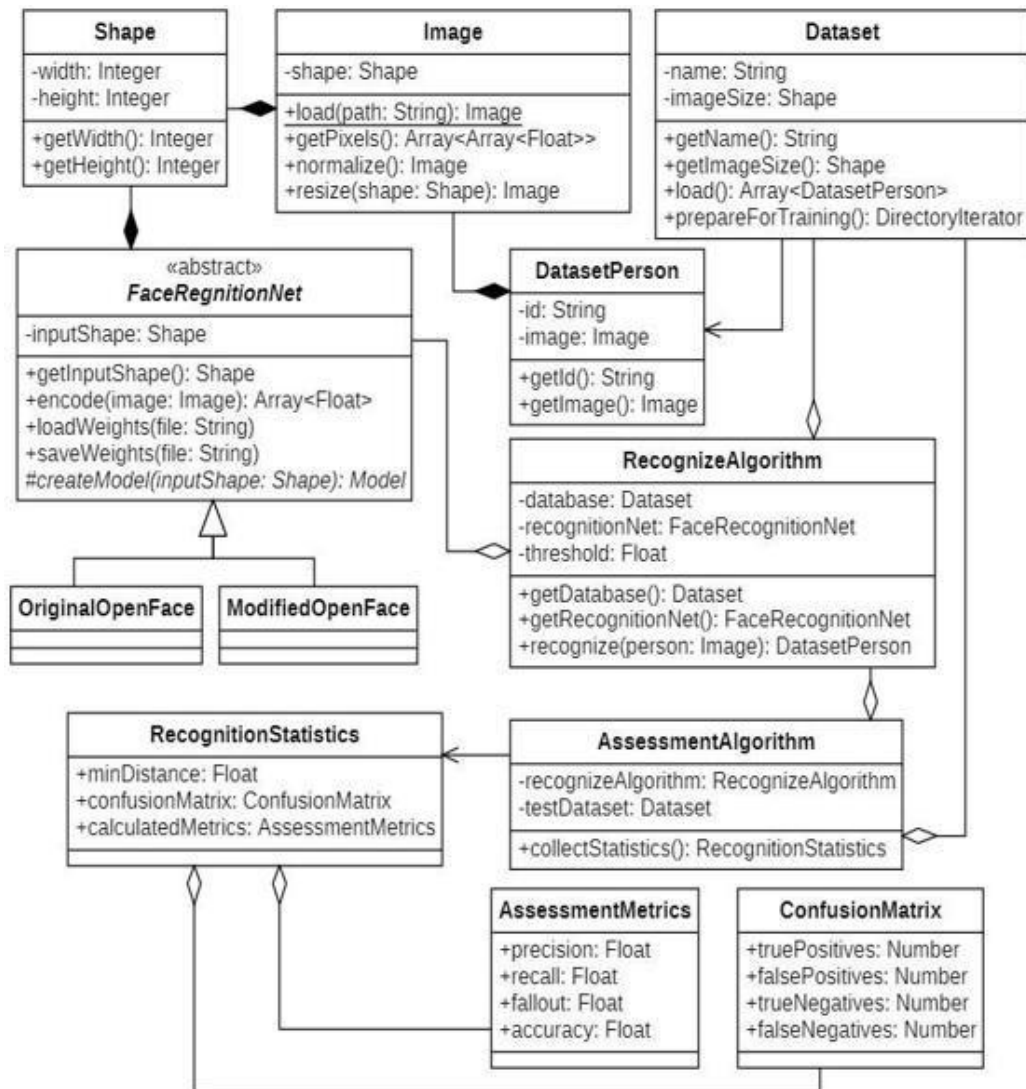 Shape
-width: Integer
-height: Integer
+getWidth(): Integer
+getHeight(): Integer
Image
-shape: Shape
+load(path: String): Image
+getPixels(): Array<Array<Float>>
+normalize(): Image
+resize(shape: Shape): Image
Dataset
-name: String
-imageSize: Shape
+getName(): String
+getImageSize(): Shape
+load(): Array<DatasetPerson>
+prepareForTraining(): DirectoryIterator
«abstract»
FaceRegnitionNet
-inputShape: Shape
+getInputShape(): Shape
+encode(image: Image): Array<Float>
+loadWeights(file: String)
+saveWeights(file: String)
#createModel(inputShape: Shape): Model
DatasetPerson
-id: String
-image: Image
+getId(): String
+getImage(): Image
RecognizeAlgorithm
-database: Dataset
-recognitionNet: FaceRecognitionNet
-threshold: Float
+getDatabase(): Dataset
+getRecognitionNet(): FaceRecognitionNet
+recognize(person: Image): DatasetPerson
OriginalOpenFace
ModifiedOpenFace
RecognitionStatistics
+minDistance: Float
+confusionMatrix: ConfusionMatrix
+calculatedMetrics: AssessmentMetrics
AssessmentAlgorithm
-recognizeAlgorithm: RecognizeAlgorithm
-testDataset: Dataset
+collectStatistics(): RecognitionStatistics
AssessmentMetrics
+precision: Float
+recall: Float
+fallout: Float
+accuracy: Float
ConfusionMatrix
+truePositives: Number
+falsePositives: Number
+trueNegatives: Number
+falseNegatives: Number